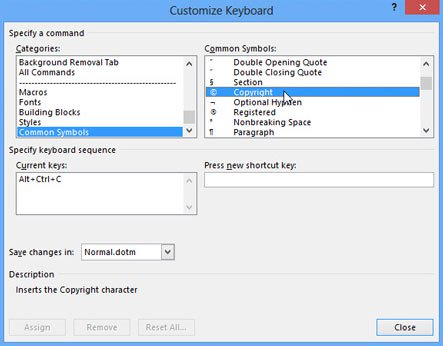 Customize Keyboard
?
Specify a command
Categories:
Background Removal Tab
All Commands
------------------------------------
Macros
Fonts
Building Blocks
Styles
Common Symbols
Common Symbols:
" Double Opening Quote
" Double Closing Quote
§ Section
© Copyright
¬ Optional Hyphen
® Registered
° Nonbreaking Space
¶ Paragraph
Specify keyboard sequence
Current keys:
Alt+Ctrl+C
Press new shortcut key:
Save changes in: Normal.dotm
Description
Inserts the Copyright character
Assign Remove Reset All... Close